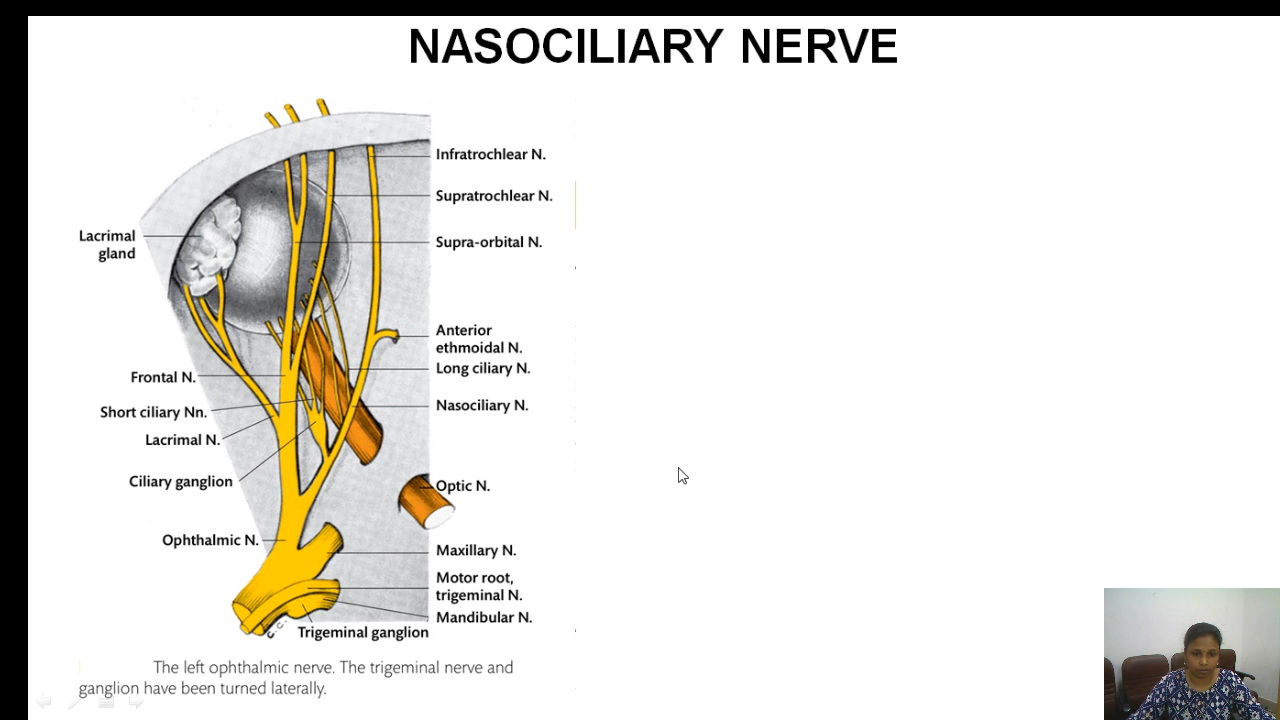 NASOCILIARY NERVE
Infratrochlear N.
Supratrochlear N.
Lacrimal
gland
Supra-orbital N.
Anterior
ethmoidal N.
Long ciliary N.
Frontal N.
Nasociliary N.
Short ciliary Nn.
Lacrimal N.
Ciliary ganglion
Optic N.
Ophthalmic N.
Maxillary N.
Motor root,
trigeminal N.
Mandibular N.
Trigeminal ganglion
The left ophthalmic nerve. The trigeminal nerve and
ganglion have been turned laterally.